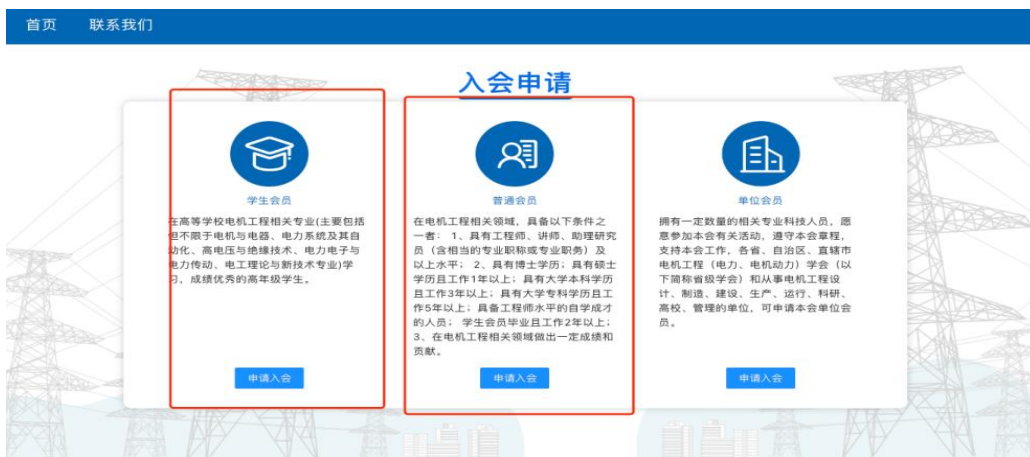 首页 联系我们
入会申请
学生会员
在高等学校电机工程相关专业(主要包括
但不限于电机与电器、电力系统及其自
动化、高电压与绝缘技术、电力电子与
电力传动、电工理论与新技术专业)学
习，成绩优秀的高年级学生。
申请入会
普通会员
在电机工程相关领域，具备以下条件之
一者： 1、具有工程师、讲师、助理研究
员（含相当的专业职称或专业职务）及
以上水平； 2、具有博士学历；具有硕士
学历且工作1年以上；具有大学本科学历
且工作3年以上；具有大学专科学历且工
作5年以上；具备工程师水平的自学成才
的人员； 学生会员毕业且工作2年以上；
3、在电机工程相关领域做出一定成绩和
贡献。
申请入会
单位会员
拥有一定数量的相关专业科技人员，愿
意参加本会有关活动，遵守本会章程，
支持本会工作，各省、自治区、直辖市
电机工程（电力、电机动力）学会（以
下简称省级学会）和从事电机工程设
计、制造、建设、生产、运行、科研、
高校、管理的单位，可申请本会单位会
员。
申请入会